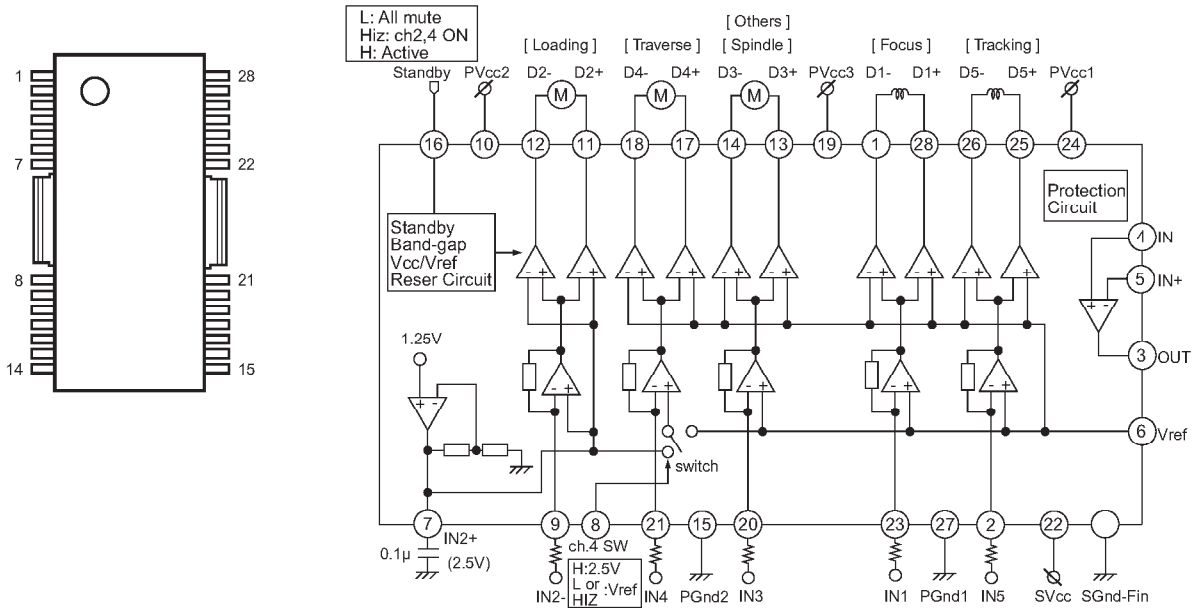 L: All mute
Hiz: ch2,4 ON
H: Active
[ Others ]
[ Loading ] [ Traverse ] [ Spindle ] [ Focus ] [ Tracking ]
Standby PVcc2 D2- D2+ D4- D4+ D3- D3+ PVcc3 D1- D1+ D5- D5+ PVcc1
M M M
16 10 12 11 18 17 14 13 19 1 28 26 25 24
1 28
7 22
8 21
14 15
Standby
Band-gap
Vcc/Vref
Reser Circuit
Protection
Circuit
4 IN
5 IN+
3 OUT
6 Vref
- + - + - + - + - + - + - + - + - + - +
+ -
1.25V
+ -
- + - + - + - + - +
switch
7 9 8 21 15 20 23 27 2 22
IN2+
(2.5V)
0.1μ
ch.4 SW
H:2.5V
L or :Vref
HIZ
IN2- IN4 PGnd2 IN3 IN1 PGnd1 IN5 SVcc SGnd-Fin